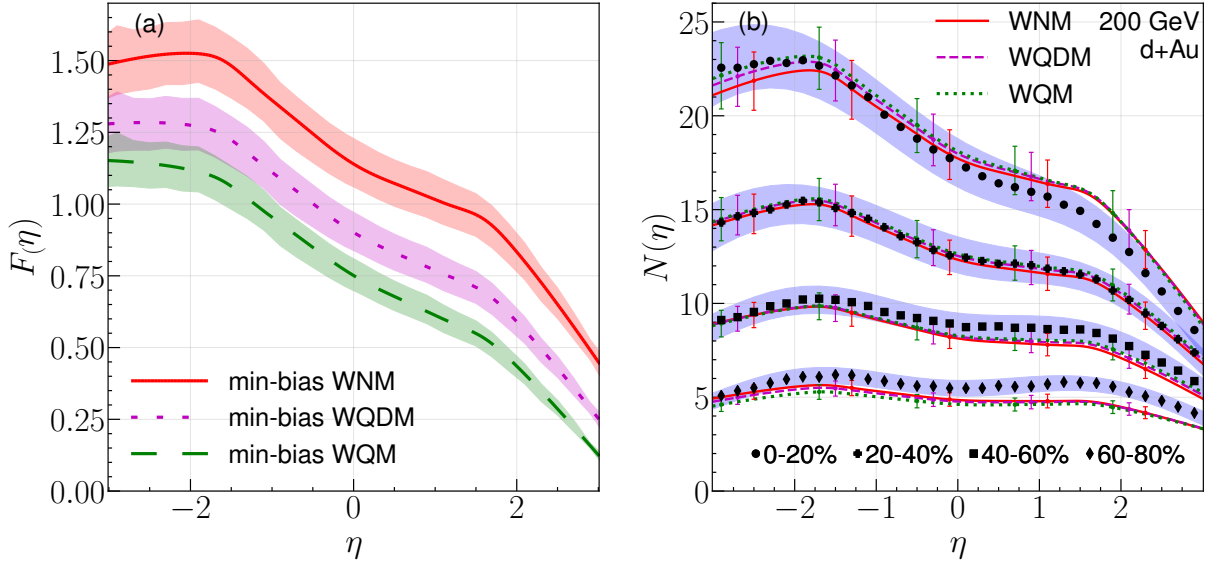 (a)
1.50
1.25
1.00
0.75
0.50
0.25
0.00
F(η)
min-bias WNM
min-bias WQDM
min-bias WQM
−2
0
2
η
(b)
WNM
WQDM
WQM
200 GeV
d+Au
25
20
15
10
5
0
N(η)
0-20%
20-40%
40-60%
60-80%
−2
−1
0
1
2
η